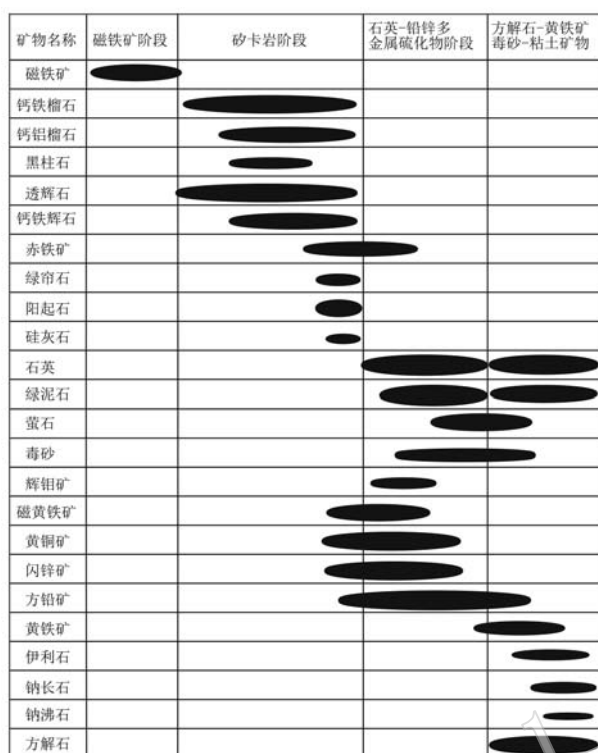 矿物名称 磁铁矿阶段 矽卡岩阶段 石英-铅锌多 方解石-黄铁矿
金属硫化物阶段 毒砂-粘土矿物
磁铁矿
钙铁榴石
钙铝榴石
黑柱石
透辉石
钙铁辉石
赤铁矿
绿帘石
阳起石
硅灰石
石英
绿泥石
萤石
毒砂
辉钼矿
磁黄铁矿
黄铜矿
闪锌矿
方铅矿
黄铁矿
伊利石
钠长石
钠沸石
方解石